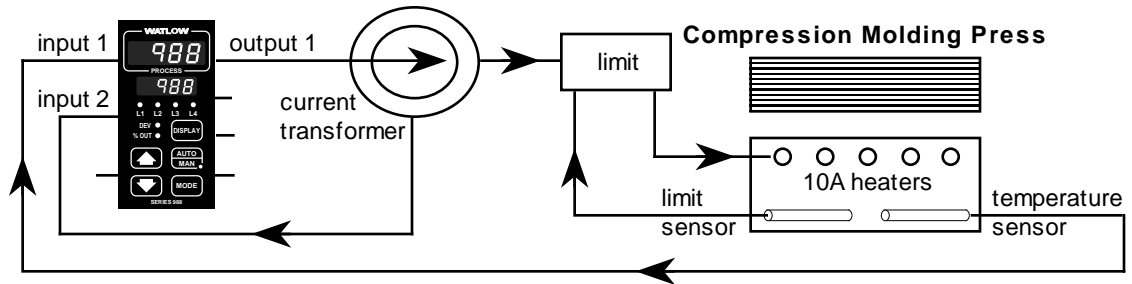 WATLOW
988
PROCESS
988
L1 L2 L3 L4
DEV
% OUT
DISPLAY
AUTO
MAN
MODE
SERIES 988
input 1
output 1
input 2
current
transformer
limit
Compression Molding Press
10A heaters
limit
sensor
temperature
sensor